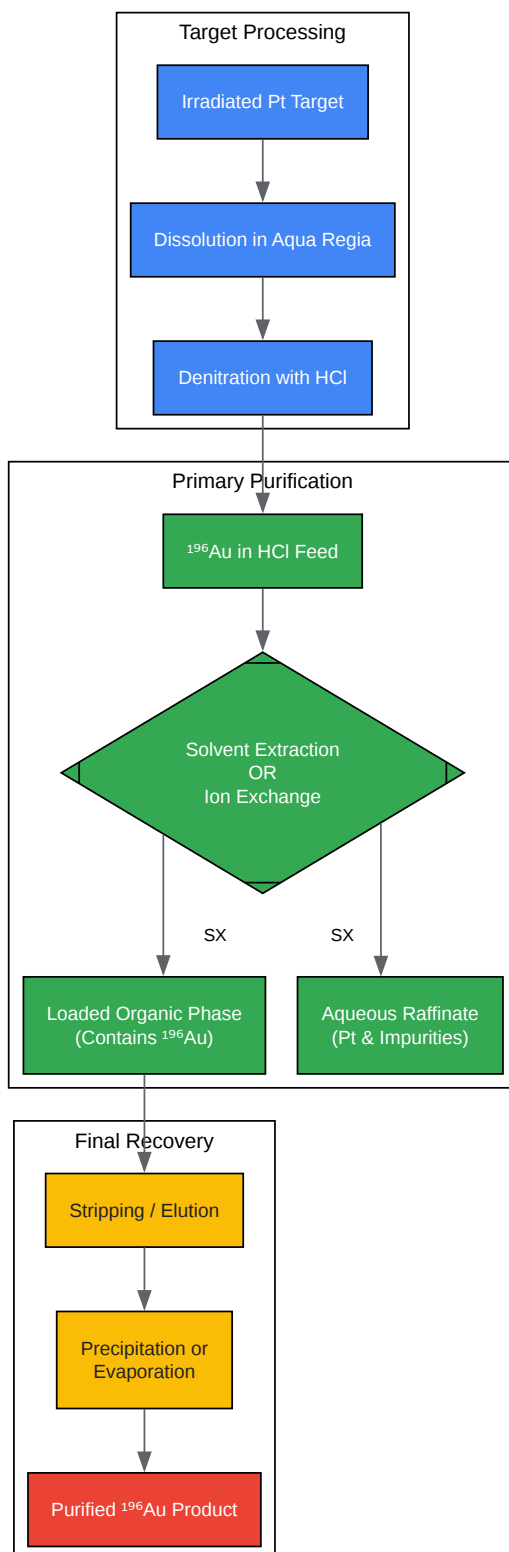 Target Processing
Irradiated Pt Target
Dissolution in Aqua Regia
Denitration with HCl
Primary Purification
¹⁹⁶Au in HCl Feed
Solvent Extraction
OR
Ion Exchange
SX
SX
Loaded Organic Phase
(Contains ¹⁹⁶Au)
Aqueous Raffinate
(Pt & Impurities)
Final Recovery
Stripping / Elution
Precipitation or
Evaporation
Purified ¹⁹⁶Au Product